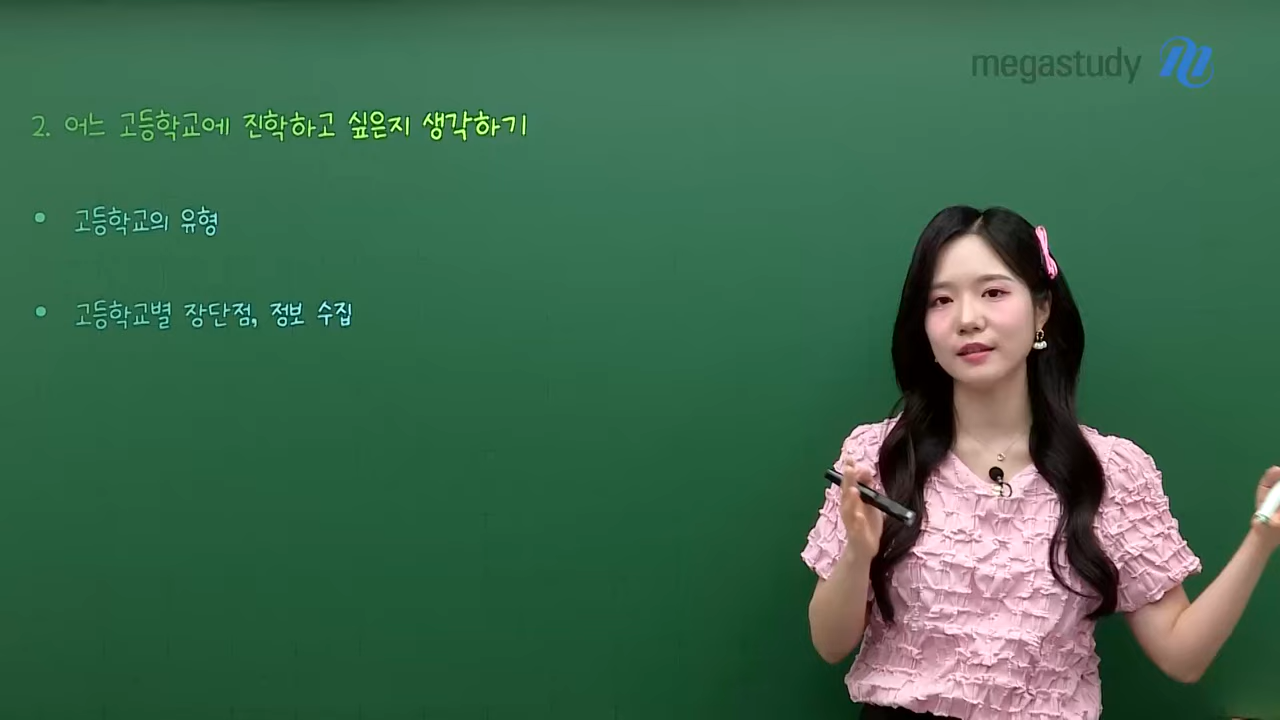 megastudy
2. 어느 고등학교에 진학하고 싶은지 생각하기
• 고등학교의 유형
• 고등학교별 장단점, 정보 수집